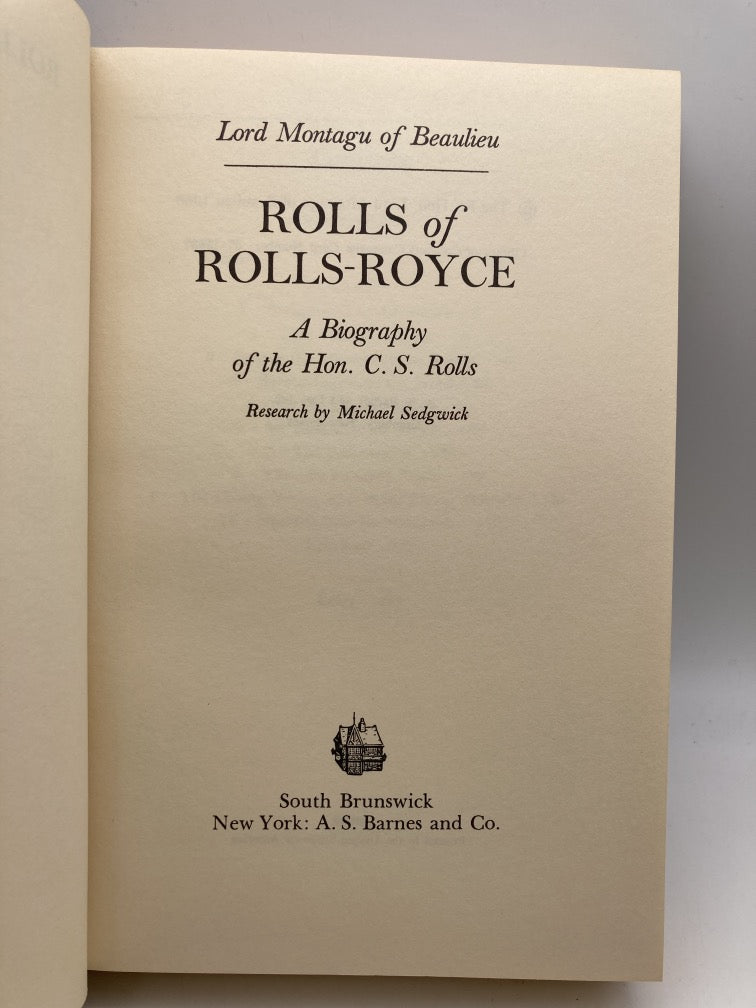 Lord Montagu of Beaulieu
ROLLS of
ROLLS-ROYCE
A Biography
of the Hon. C. S. Rolls
Research by Michael Sedgwick
South Brunswick
New York: A. S. Barnes and Co.